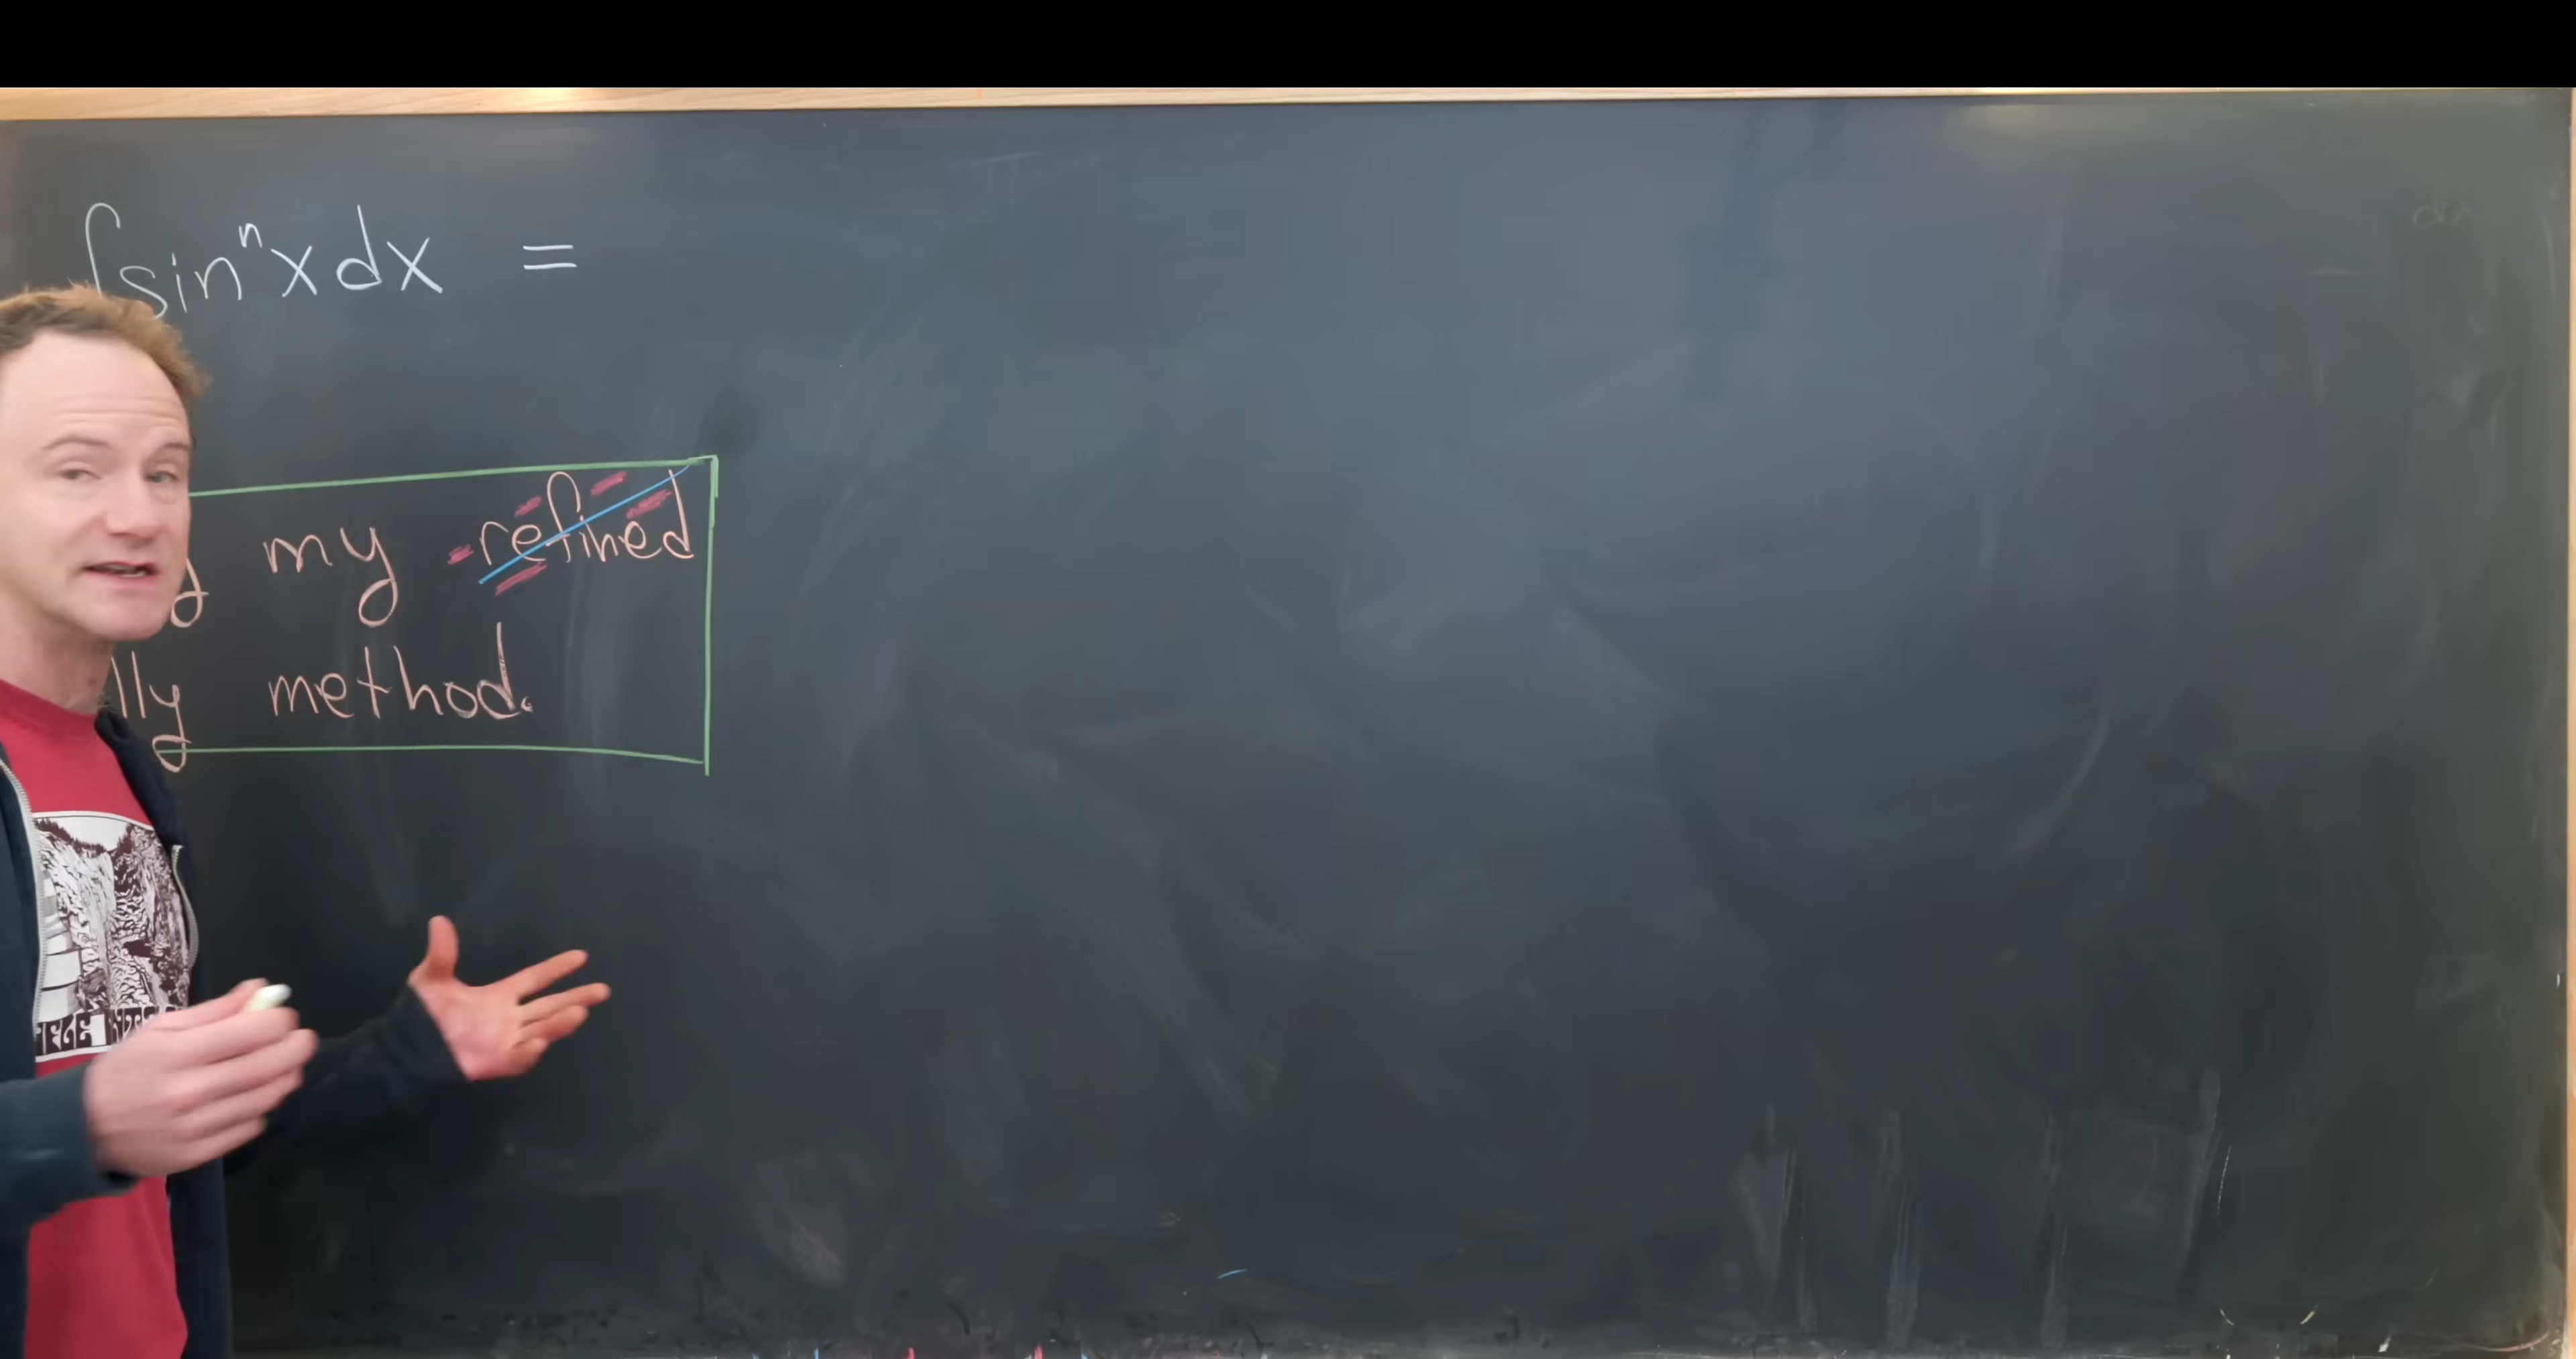 ∫sinⁿx dx =
my refined
method.